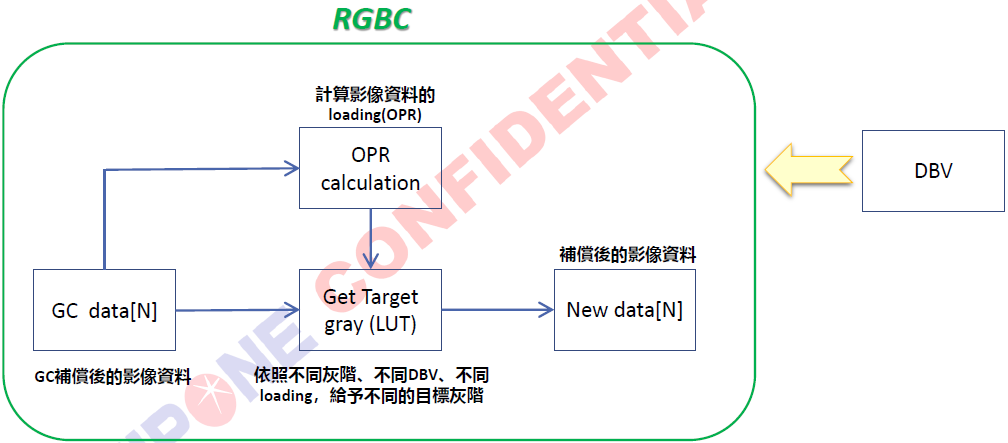 RGBC
計算影像資料的
loading(OPR)
OPR
calculation
DBV
補償後的影像資料
GC data[N]
Get Target
gray (LUT)
New data[N]
GC補償後的影像資料
依照不同灰階、不同DBV、不同
loading，給予不同的目標灰階
CONFIDENTIA